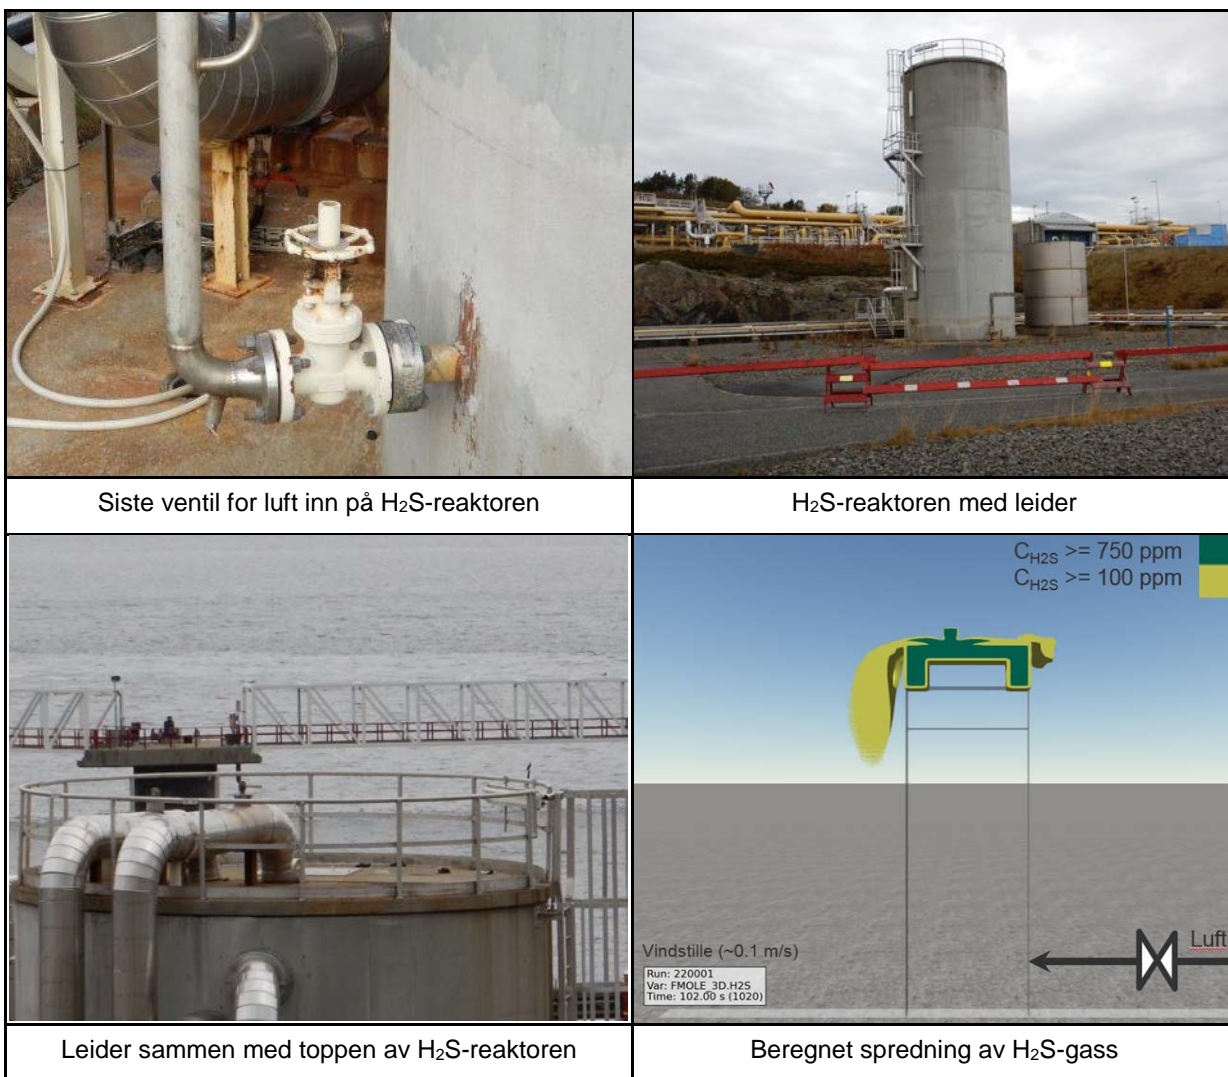 Siste ventil for luft inn på H₂S-reaktoren
H₂S-reaktoren med leider
C_H2S >= 750 ppm
C_H2S >= 100 ppm
Vindstille (~0.1 m/s)
Luft
Run: 220001
Var: FMOLE_3D.H2S
Time: 102.00 s (1020)
Leider sammen med toppen av H₂S-reaktoren
Beregnet spredning av H₂S-gass